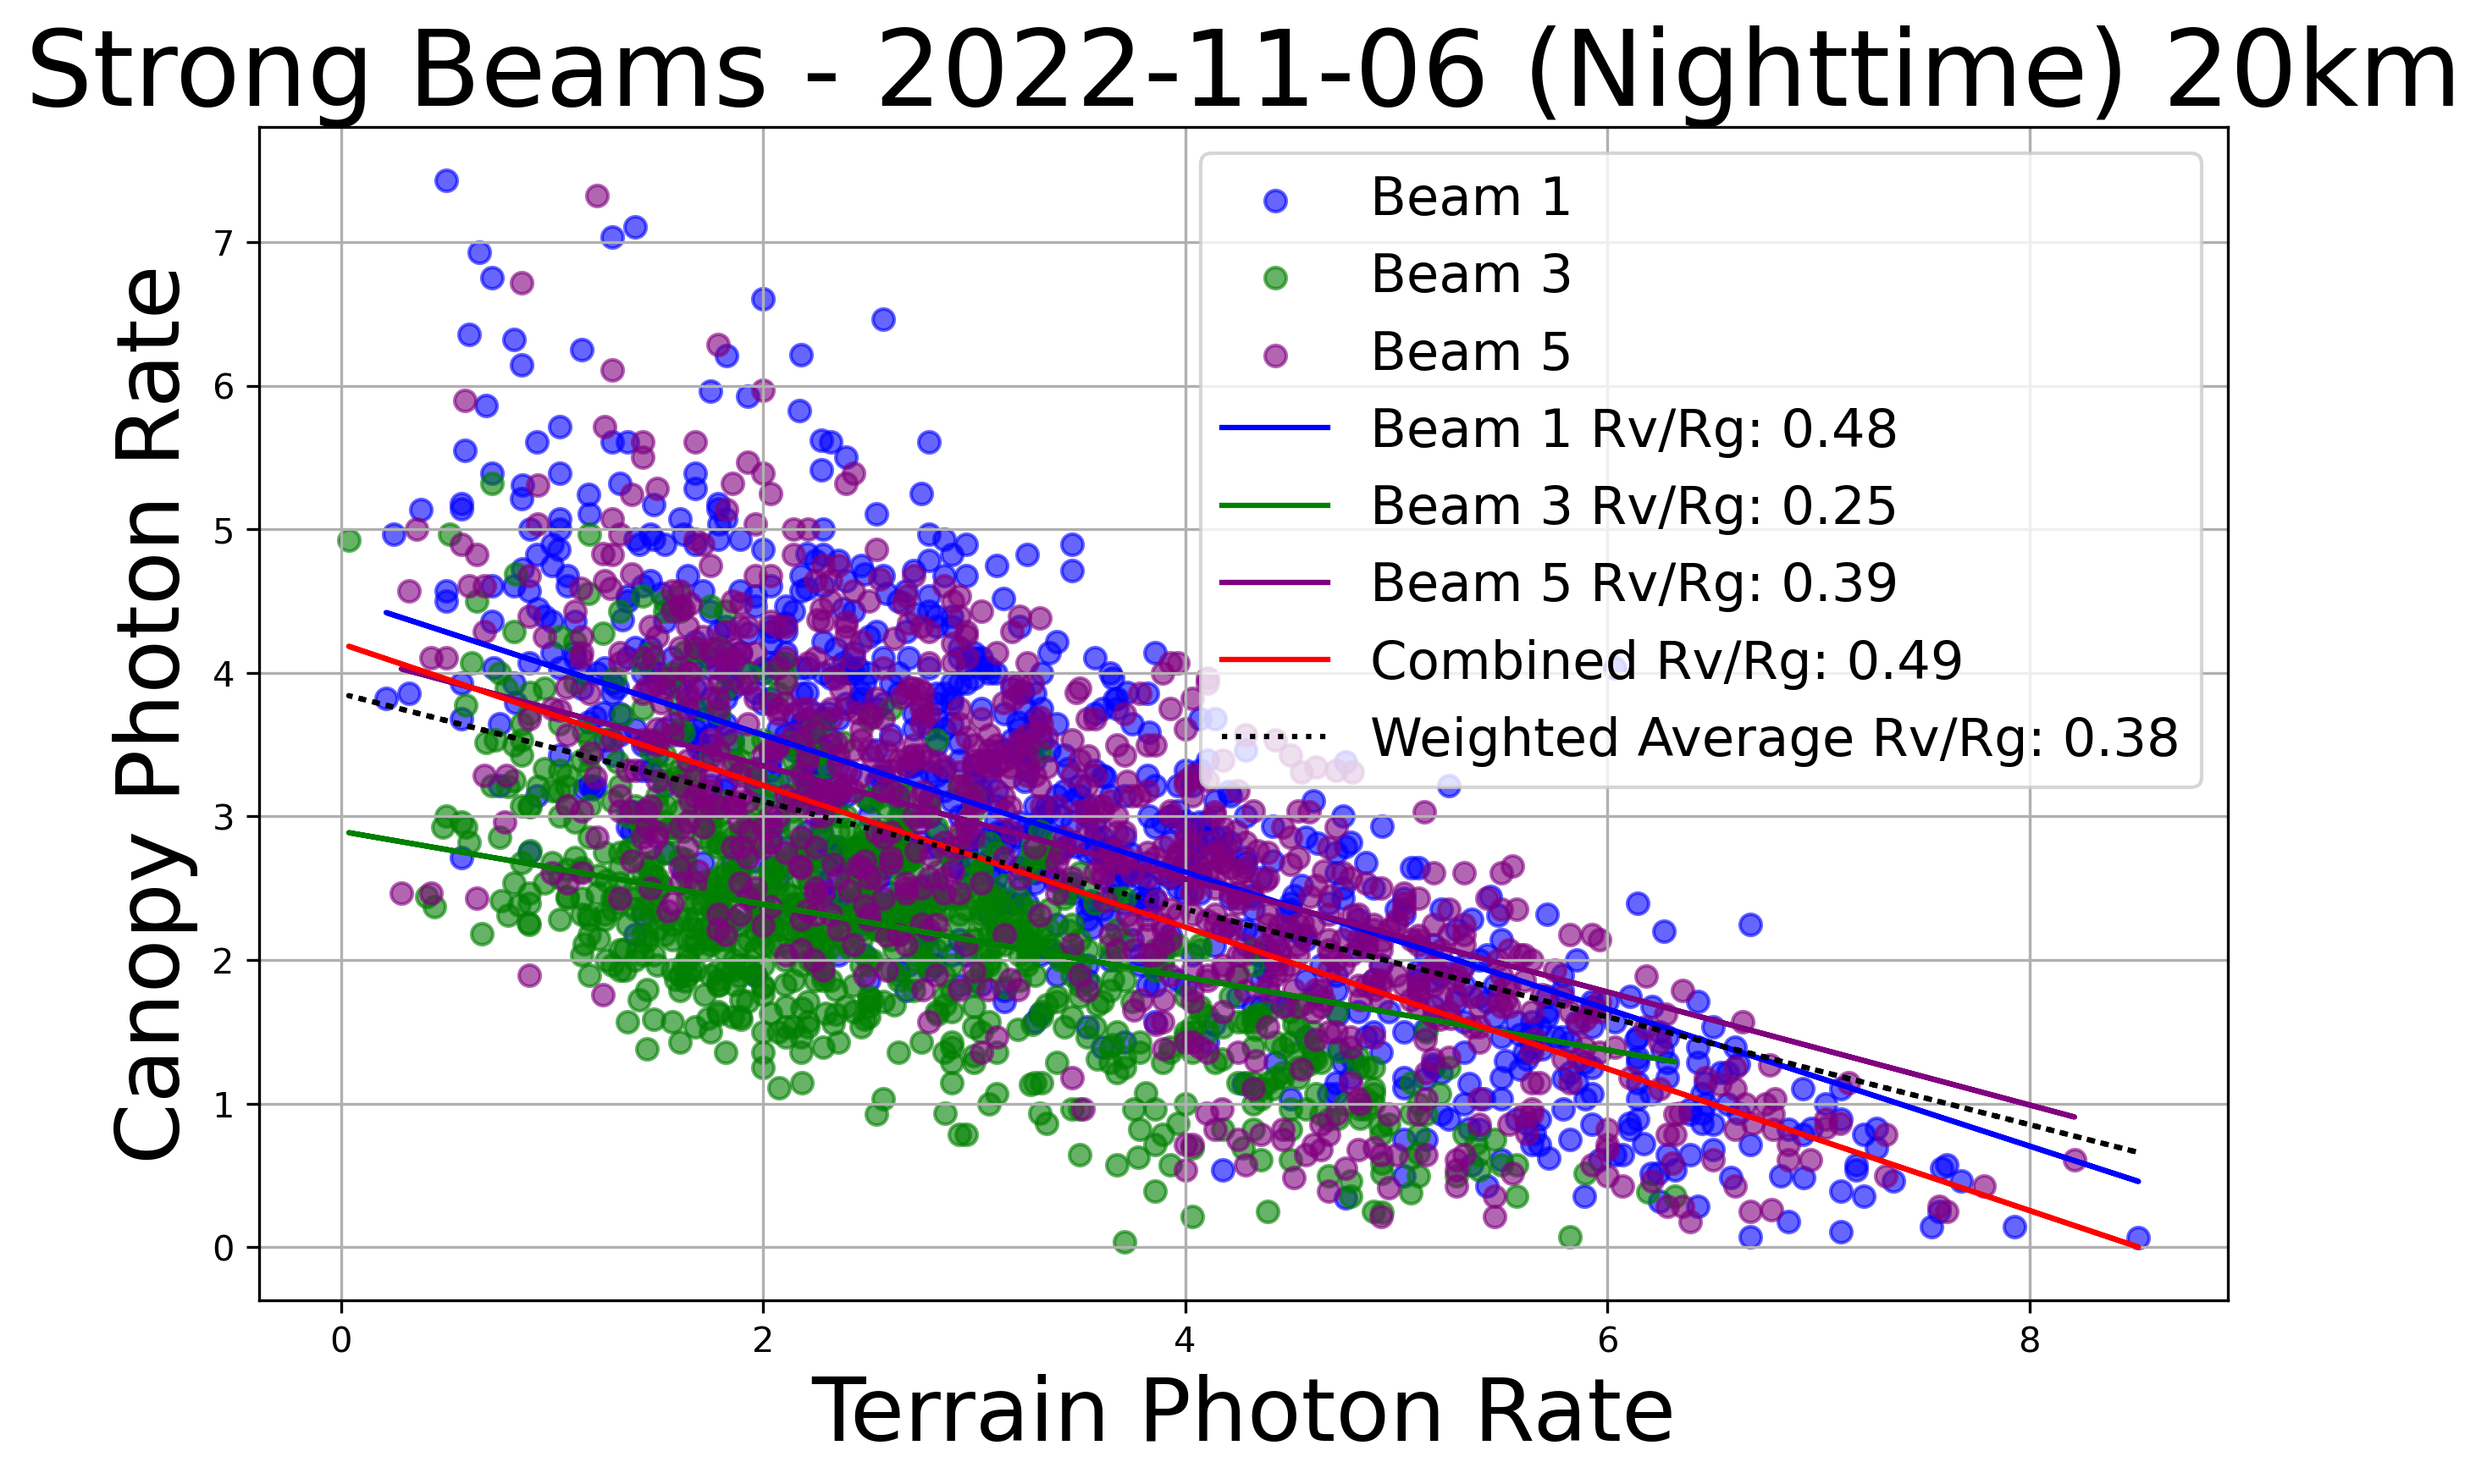 Strong Beams - 2022-11-06 (Nighttime) 20km
Canopy Photon Rate
7
6
5
4
3
2
1
0
Beam 1
Beam 3
Beam 5
Beam 1 Rv/Rg: 0.48
Beam 3 Rv/Rg: 0.25
Beam 5 Rv/Rg: 0.39
Combined Rv/Rg: 0.49
Weighted Average Rv/Rg: 0.38
0 2 4 6 8
Terrain Photon Rate